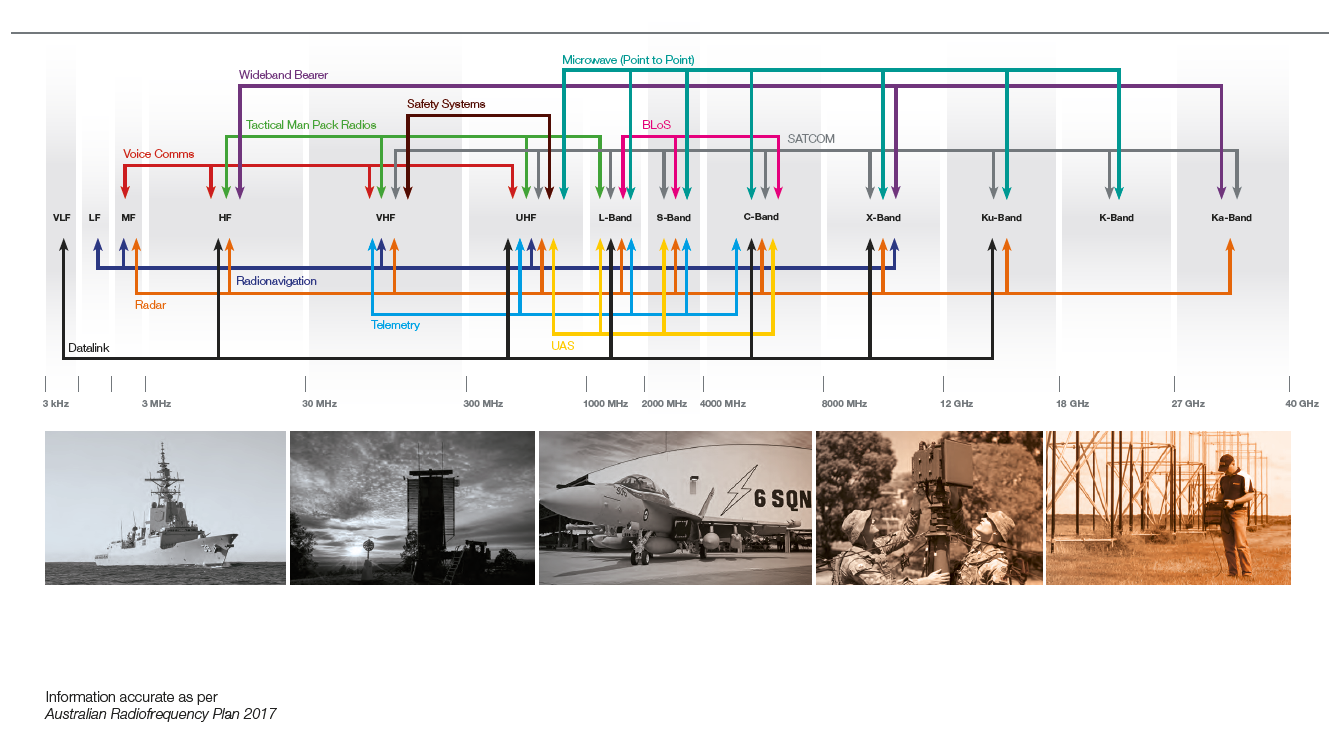 Microwave (Point to Point)
Wideband Bearer
Safety Systems
Tactical Man Pack Radios
BLoS
SATCOM
Voice Comms
VLF LF MF HF VHF UHF L-Band S-Band C-Band X-Band Ku-Band K-Band Ka-Band
Radionavigation
Radar
Telemetry
UAS
Datalink
3 kHz 3 MHz 30 MHz 300 MHz 1000 MHz 2000 MHz 4000 MHz 8000 MHz 12 GHz 18 GHz 27 GHz 40 GHz
6 SQN
Information accurate as per
Australian Radiofrequency Plan 2017